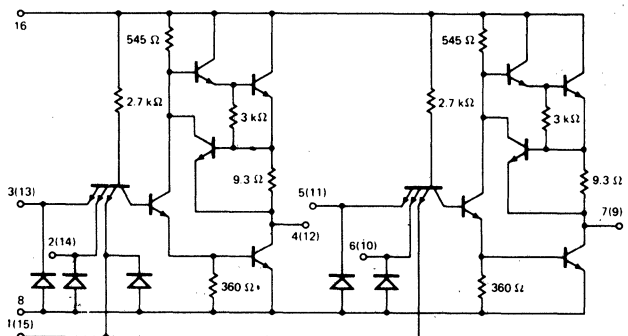 16
545 Ω
545 Ω
2.7 kΩ
3 kΩ
2.7 kΩ
3 kΩ
9.3 Ω
9.3 Ω
3(13)
5(11)
4(12)
7(9)
2(14)
6(10)
360 Ω
360 Ω
8
1(15)